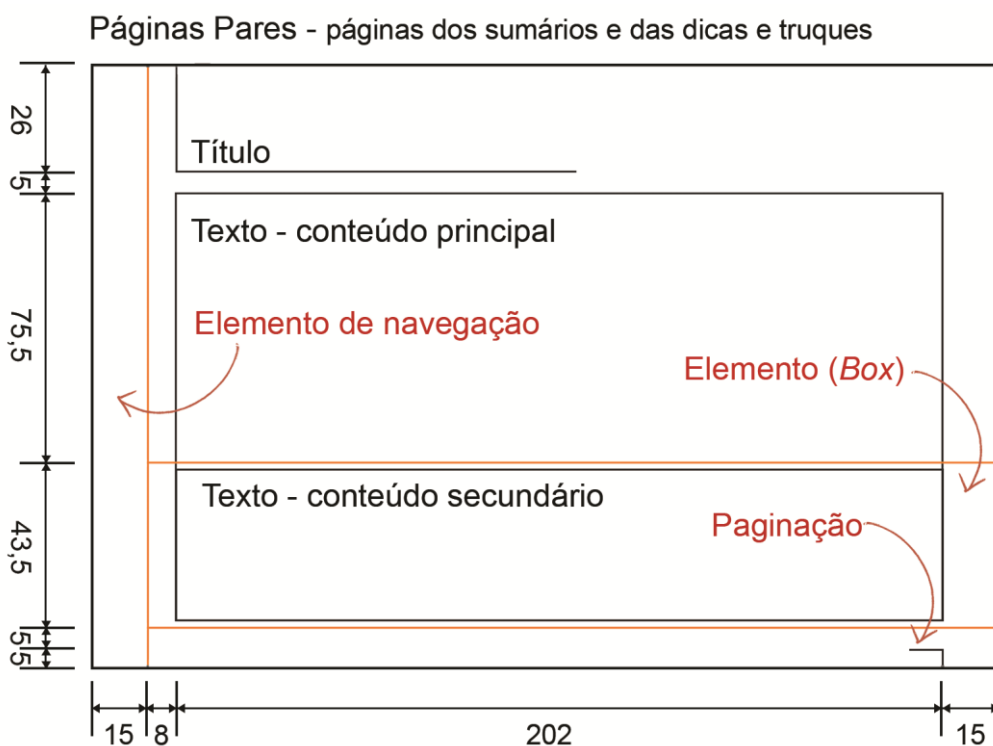 Páginas Pares - páginas dos sumários e das dicas e truques
26
Título
5
Texto - conteúdo principal
75,5
Elemento de navegação
Elemento (Box)
Texto - conteúdo secundário
43,5
Paginação
5
5
15
8
202
15